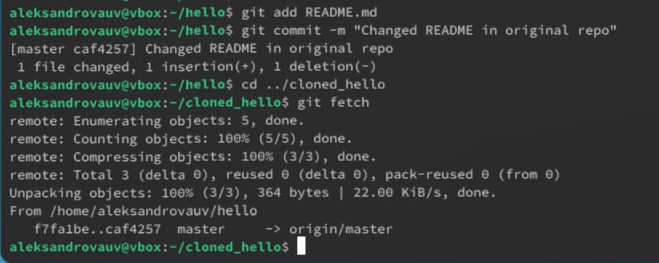 aleksandrovauv@vbox:~/hello$ git add README.md
aleksandrovauv@vbox:~/hello$ git commit -m "Changed README in original repo"
[master caf4257] Changed README in original repo
 1 file changed, 1 insertion(+), 1 deletion(-)
aleksandrovauv@vbox:~/hello$ cd ../cloned_hello
aleksandrovauv@vbox:~/cloned_hello$ git fetch
remote: Enumerating objects: 5, done.
remote: Counting objects: 100% (5/5), done.
remote: Compressing objects: 100% (3/3), done.
remote: Total 3 (delta 0), reused 0 (delta 0), pack-reused 0 (from 0)
Unpacking objects: 100% (3/3), 364 bytes | 22.00 KiB/s, done.
From /home/aleksandrovauv/hello
   f7fa1be..caf4257  master     -> origin/master
aleksandrovauv@vbox:~/cloned_hello$